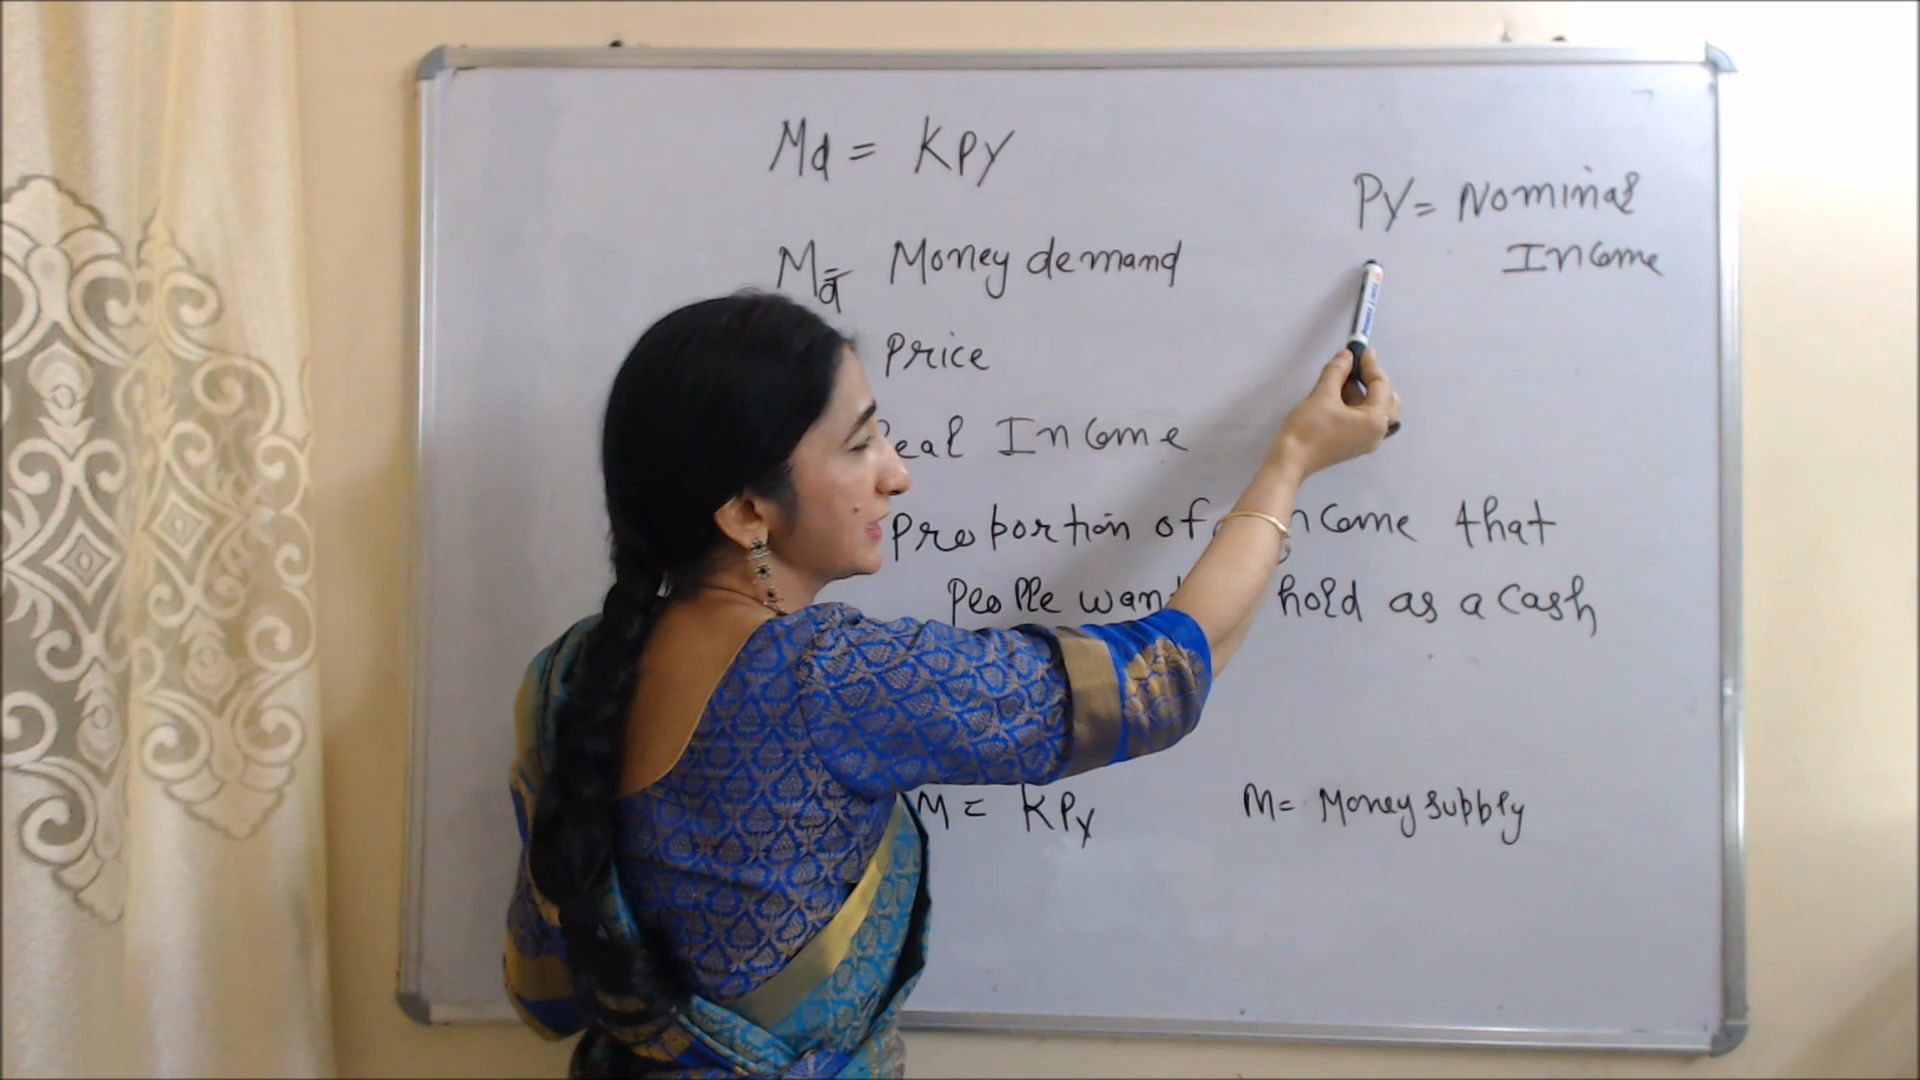 Md = KPY
PY = Nominal
Income
Md = Money demand
Price
Real Income
Proportion of Income that
People want hold as a cash
M = KPY
M = Money supply